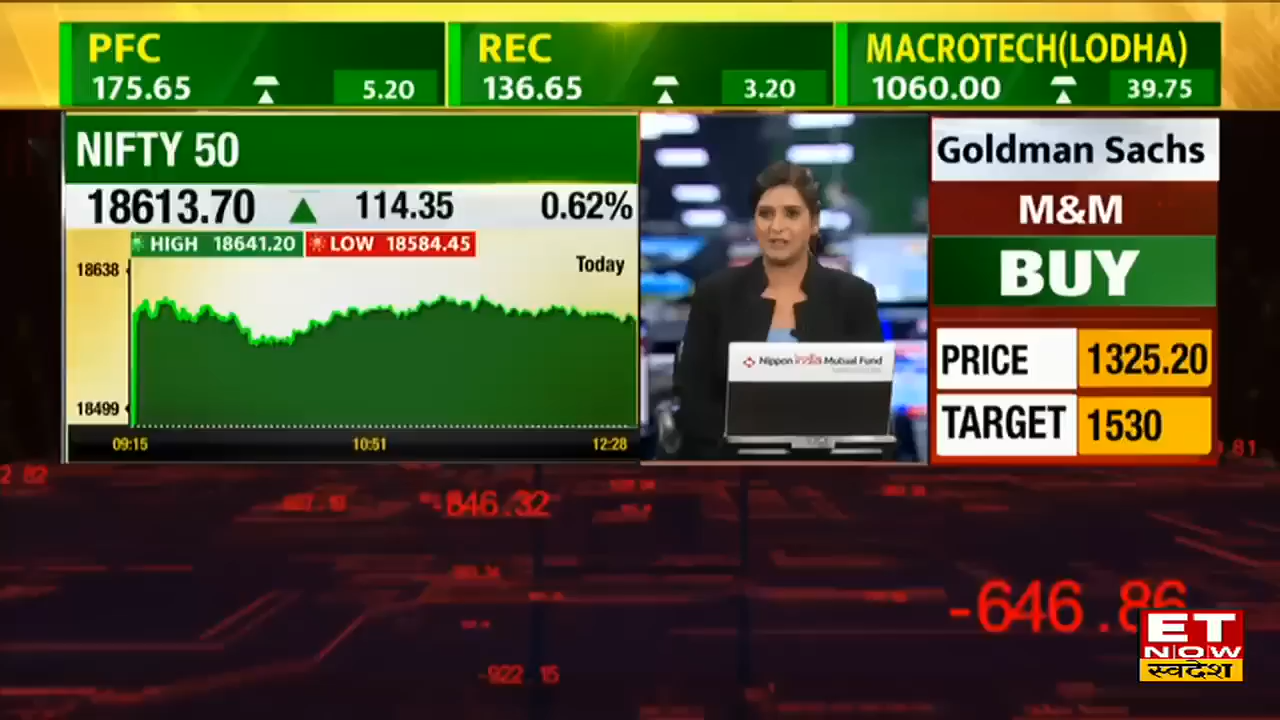 PFC
175.65 5.20
REC
136.65 3.20
MACROTECH(LODHA)
1060.00 39.75
NIFTY 50
18613.70 114.35 0.62%
HIGH 18641.20 LOW 18584.45
Today
18638
18499
09:15 10:51 12:28
Nippon india Mutual Fund
Goldman Sachs
M&M
BUY
PRICE 1325.20
TARGET 1530
-846.32
-646.86
-922.15
ET
NOW
स्वदेश